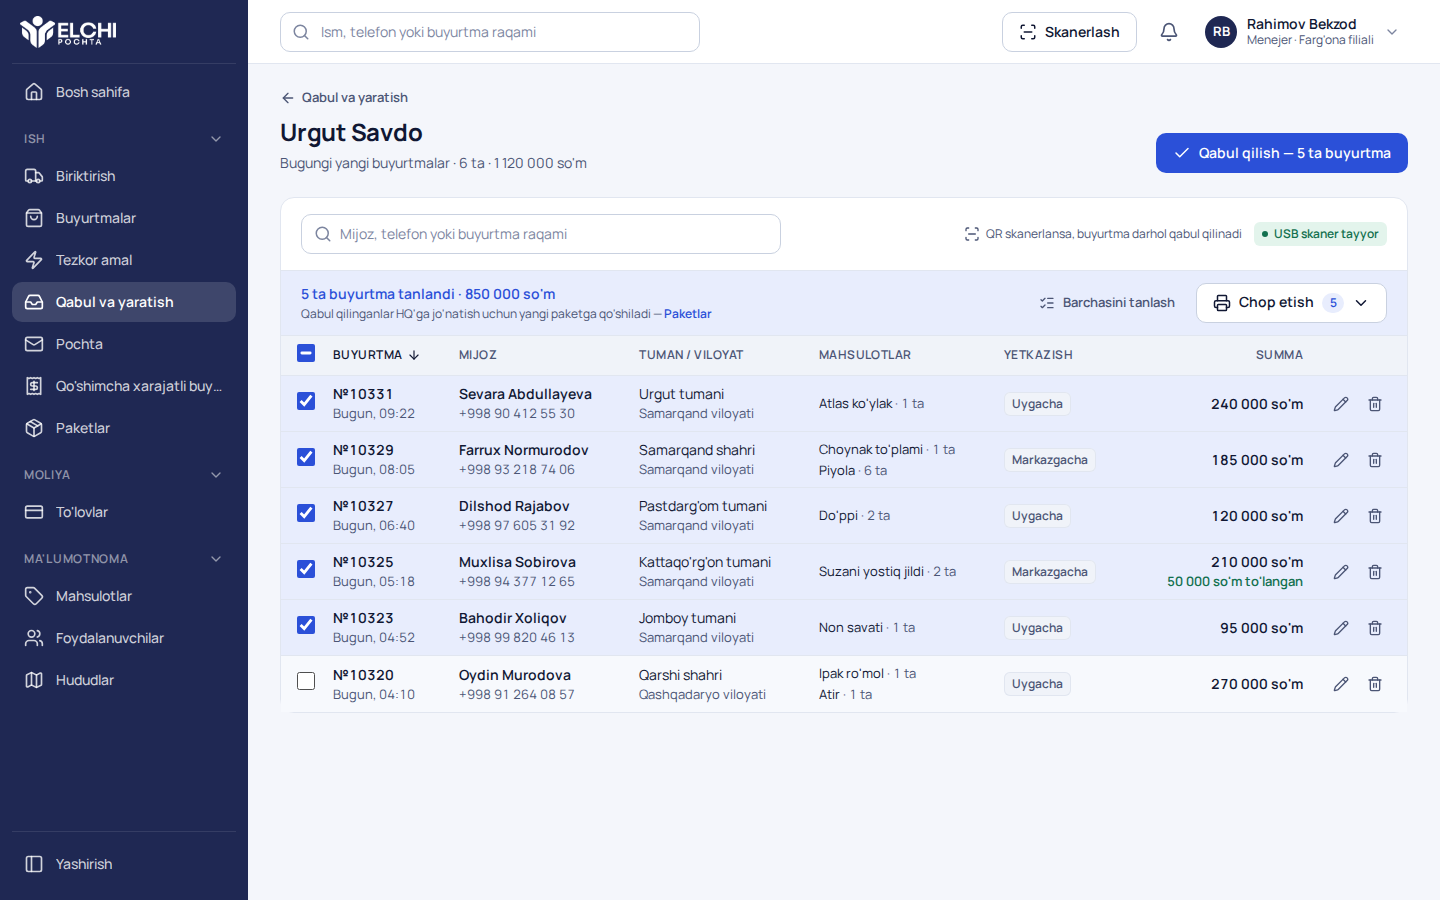 ELCHI
POCHTA
Ism, telefon yoki buyurtma raqami
Skanerlash
RB
Rahimov Bekzod
Menejer · Farg'ona filiali
Bosh sahifa
ISH
Biriktirish
Buyurtmalar
Tezkor amal
Qabul va yaratish
Pochta
Qo'shimcha xarajatli buy...
Paketlar
MOLIYA
To'lovlar
MA'LUMOTNOMA
Mahsulotlar
Foydalanuvchilar
Hududlar
Yashirish
Qabul va yaratish
Urgut Savdo
Bugungi yangi buyurtmalar · 6 ta · 1 120 000 so'm
Qabul qilish — 5 ta buyurtma
Mijoz, telefon yoki buyurtma raqami
QR skanerlansa, buyurtma darhol qabul qilinadi
USB skaner tayyor
5 ta buyurtma tanlandi · 850 000 so'm
Qabul qilinganlar HQ'ga jo'natish uchun yangi paketga qo'shiladi — Paketlar
Barchasini tanlash
Chop etish 5
BUYURTMA MIJOZ TUMAN / VILOYAT MAHSULOTLAR YETKAZISH SUMMA
№10331 Sevara Abdullayeva Urgut tumani Atlas ko'ylak · 1 ta Uygacha 240 000 so'm
Bugun, 09:22 +998 90 412 55 30 Samarqand viloyati
№10329 Farrux Normurodov Samarqand shahri Choynak to'plami · 1 ta Markazgacha 185 000 so'm
Bugun, 08:05 +998 93 218 74 06 Samarqand viloyati Piyola · 6 ta
№10327 Dilshod Rajabov Pastdarg'om tumani Do'ppi · 2 ta Uygacha 120 000 so'm
Bugun, 06:40 +998 97 605 31 92 Samarqand viloyati
№10325 Muxlisa Sobirova Kattaqo'rg'on tumani Suzani yostiq jildi · 2 ta Markazgacha 210 000 so'm
Bugun, 05:18 +998 94 377 12 65 Samarqand viloyati 50 000 so'm to'langan
№10323 Bahodir Xoliqov Jomboy tumani Non savati · 1 ta Uygacha 95 000 so'm
Bugun, 04:52 +998 99 820 46 13 Samarqand viloyati
№10320 Oydin Murodova Qarshi shahri Ipak ro'mol · 1 ta Uygacha 270 000 so'm
Bugun, 04:10 +998 91 264 08 57 Qashqadaryo viloyati Atir · 1 ta